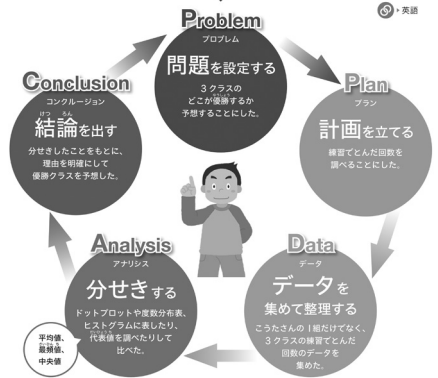 英語
Problem
プロブレム
問題を設定する
3クラスの
どこが優勝するか
ゆうしょう
予想することにした。
Plan
プラン
計画を立てる
練習でとんだ回数を
調べることにした。
Data
データ
データを
集めて整理する
こうたさんの1組だけでなく、
3クラスの練習でとんだ
回数のデータを
集めた。
Analysis
アナリシス
分せきする
ドットプロットや度数分布表、
ヒストグラムに表したり、
代表値を調べたりして
比べた。
平均値、
最頻値、
中央値
Conclusion
コンクルージョン
けつ ろん
結論を出す
分せきしたことをもとに、
理由を明確にして
優勝クラスを予想した。